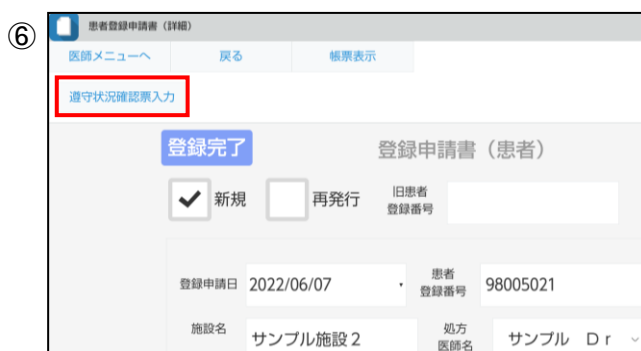 ⑥
患者登録申請書（詳細）
医師メニューへ 戻る 帳票表示
遵守状況確認票入力
登録完了 登録申請書（患者）
新規 再発行 旧患者
登録番号
登録申請日 2022/06/07 患者
登録番号 98005021
施設名 サンプル施設２ 処方
医師名 サンプル　Ｄｒ